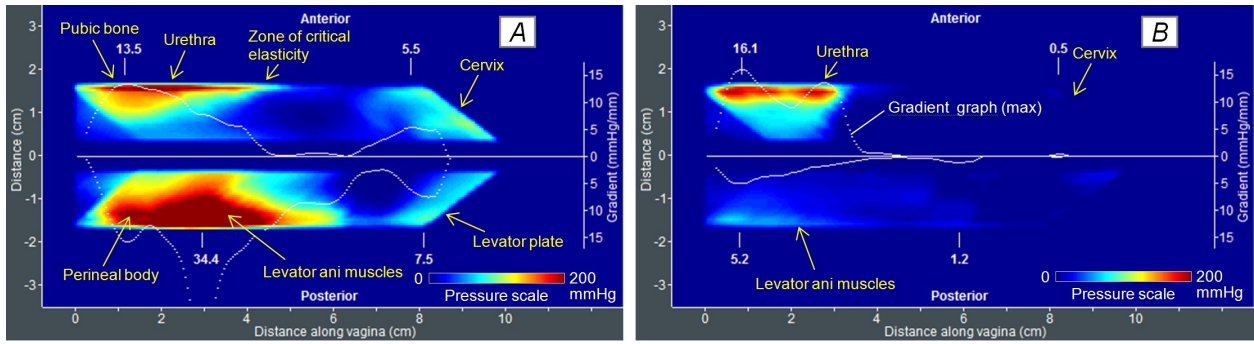 Anterior
A
Pubic bone
Urethra
Zone of critical
elasticity
13.5
5.5
Cervix
3
2
1
0
-1
-2
-3
Distance (cm)
15
10
5
0
5
10
15
Gradient (mmHg/mm)
Levator plate
Perineal body
34.4
Levator ani muscles
7.5
0
200
mmHg
Pressure scale
Posterior
0
2
4
6
8
10
Distance along vagina (cm)
Anterior
B
16.1
Urethra
0.5
Cervix
Gradient graph (max)
3
2
1
0
-1
-2
-3
Distance (cm)
15
10
5
0
5
10
15
Gradient (mmHg/mm)
5.2
1.2
Levator ani muscles
0
200
mmHg
Pressure scale
Posterior
0
2
4
6
8
10
Distance along vagina (cm)